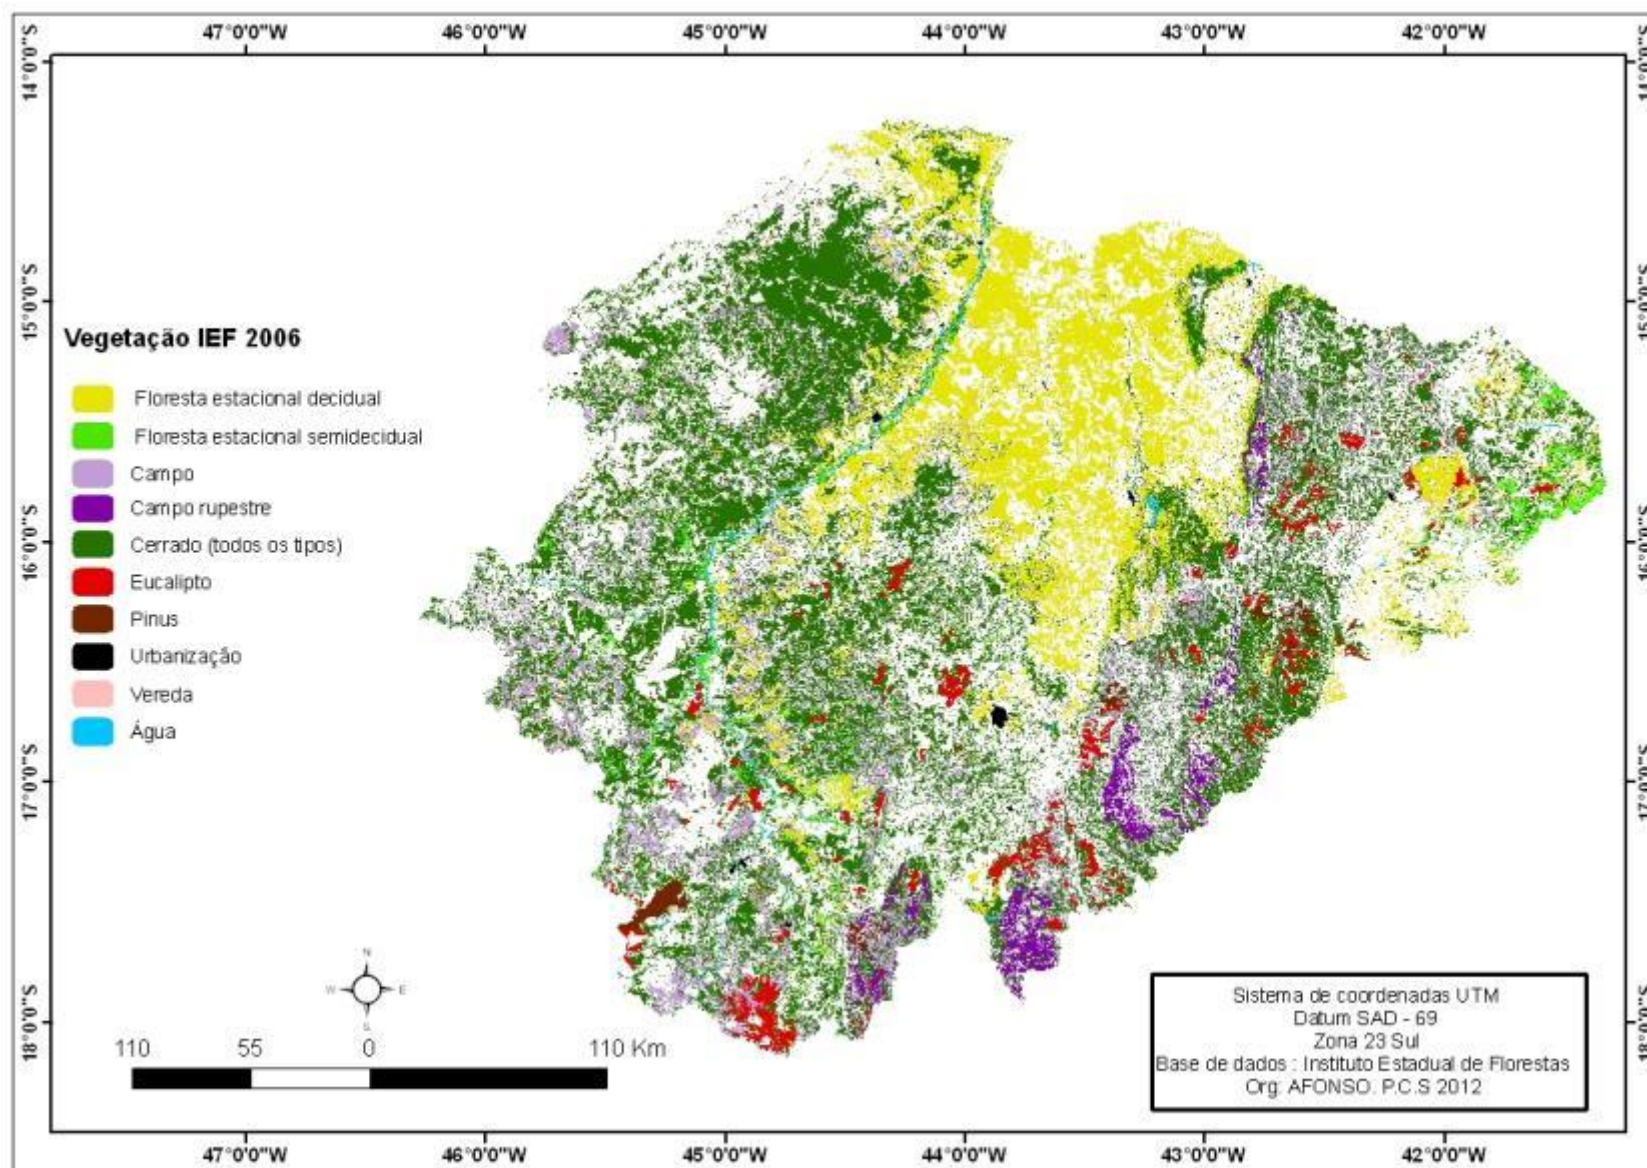 47°0'0"W 46°0'0"W 45°0'0"W 44°0'0"W 43°0'0"W 42°0'0"W
14°0'0"S 14°0'0"S
15°0'0"S 15°0'0"S
Vegetação IEF 2006
Floresta estacional decidual
Floresta estacional semidecidual
Campo
Campo rupestre
Cerrado (todos os tipos)
16°0'0"S 16°0'0"S
Eucalipto
Pinus
Urbanização
Vereda
Água
17°0'0"S 17°0'0"S
N
W E
S
18°0'0"S 18°0'0"S
110 55 0 110 Km
Sistema de coordenadas UTM
Datum SAD - 69
Zona 23 Sul
Base de dados : Instituto Estadual de Florestas
Org: AFONSO. P.C.S 2012
47°0'0"W 46°0'0"W 45°0'0"W 44°0'0"W 43°0'0"W 42°0'0"W